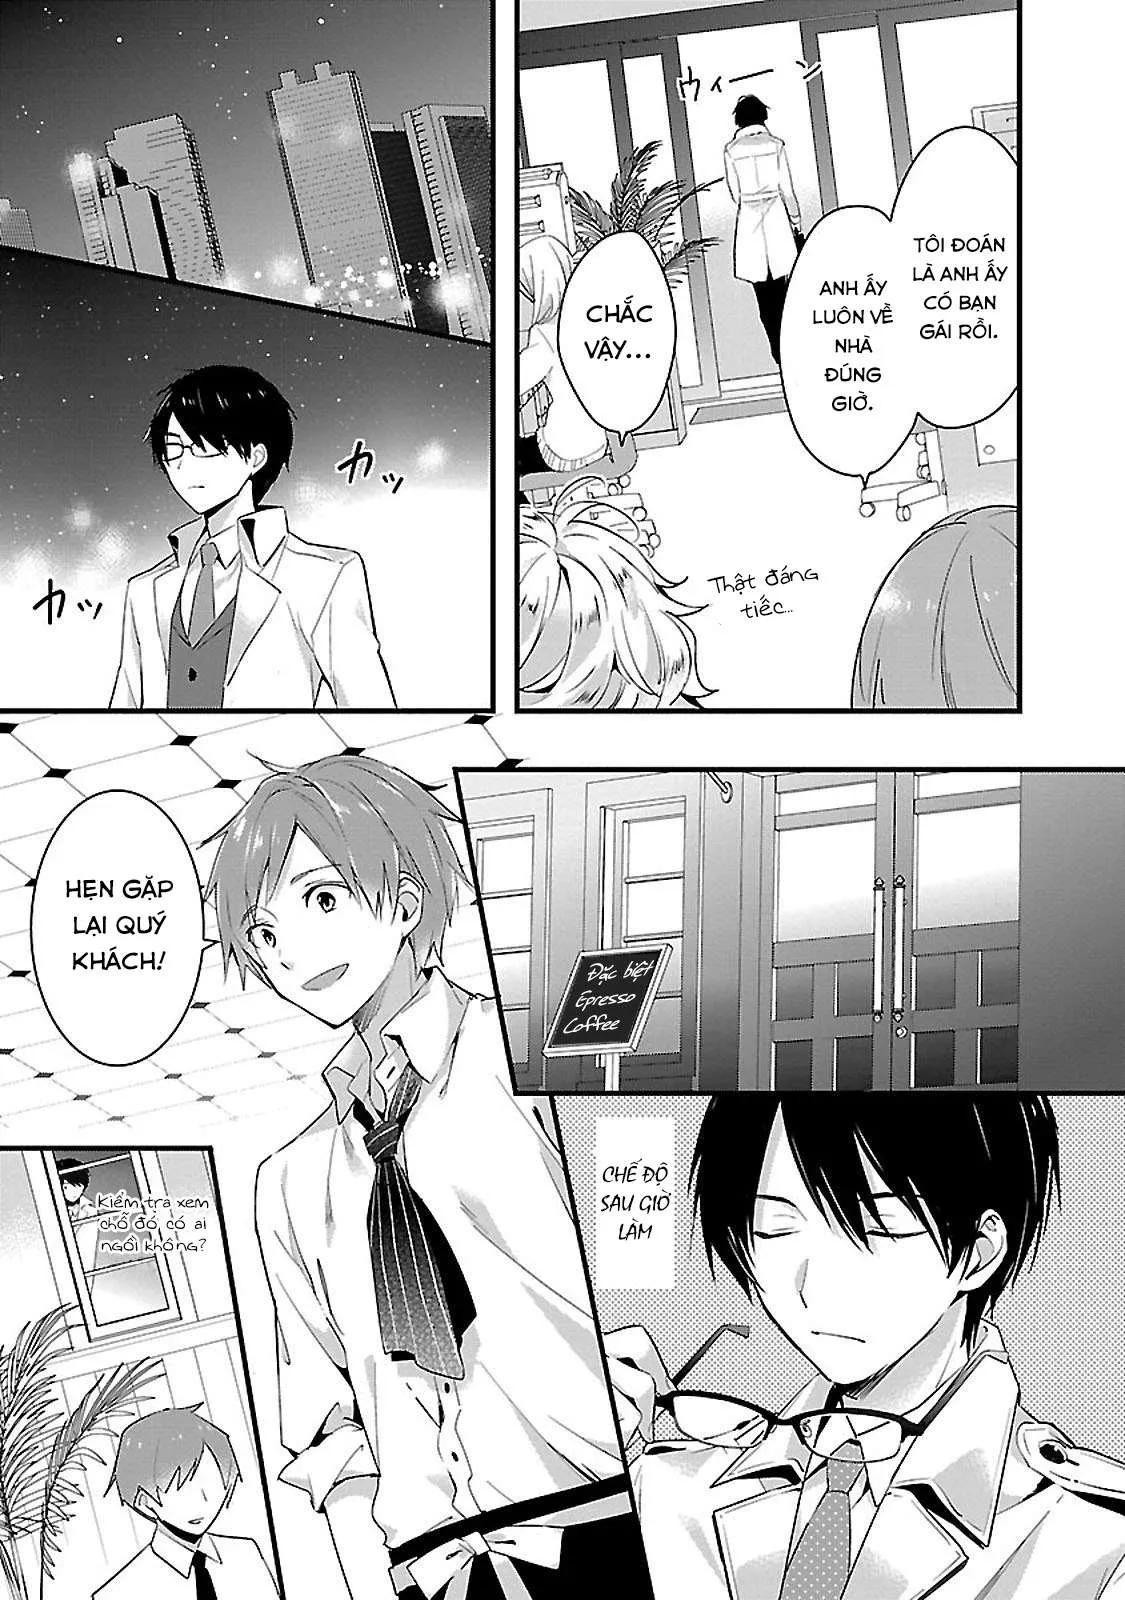 ウィーン
TÔI ĐOÁN
LÀ ANH ẤY
CÓ BẠN
GÁI RỒI.
ANH ẤY
LUÔN VỀ
NHÀ
ĐÚNG
GIỜ.
CHẮC
VẬY...
Thật đáng
tiếc...
カッ
カッ
Đặc biệt
Epresso
Coffee
HẸN GẶP
LẠI QUÝ
KHÁCH!
CHẾ ĐỘ
SAU GIỜ
LÀM
Kiểm tra xem
chỗ đó có ai
ngồi không?